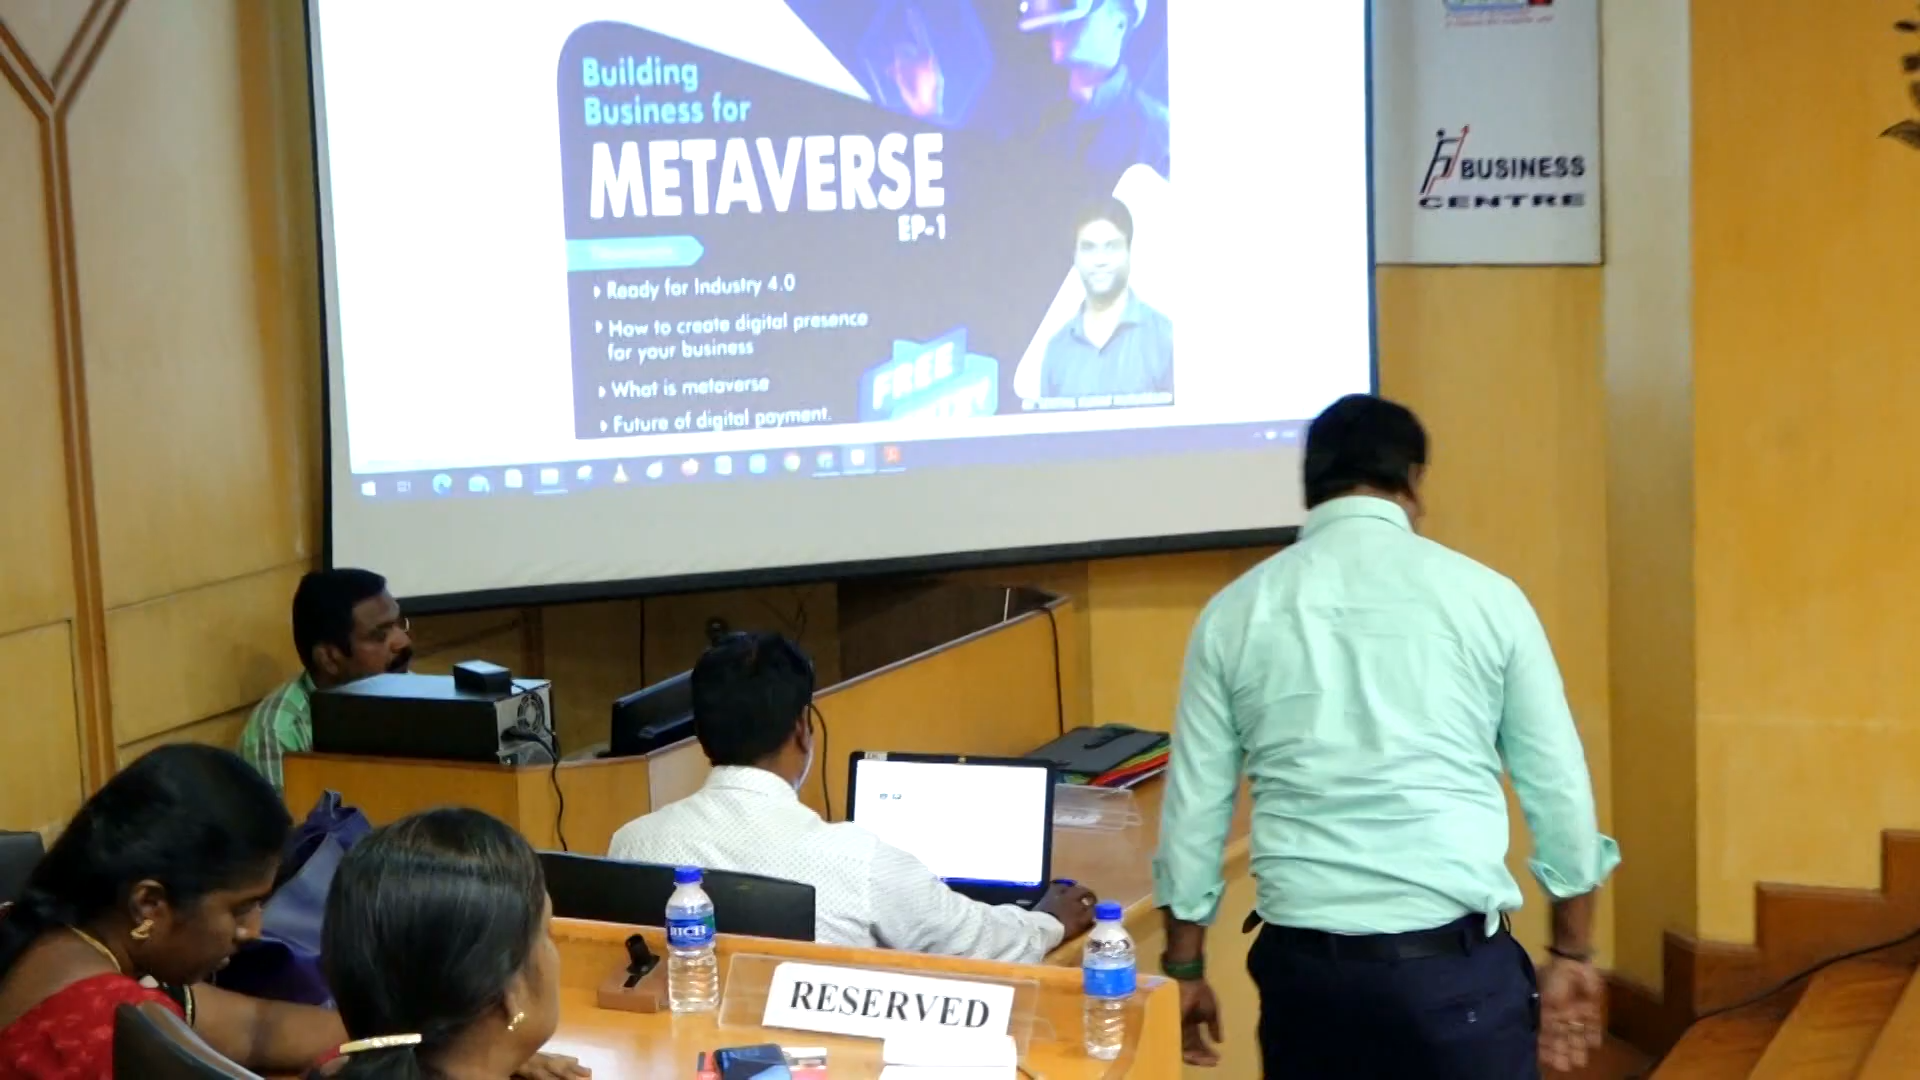 Building
Business for
METAVERSE
EP-1
Ready for Industry 4.0
How to create digital presence
for your business
What is metaverse
Future of digital payment.
FREE
BUSINESS
CENTRE
RESERVED